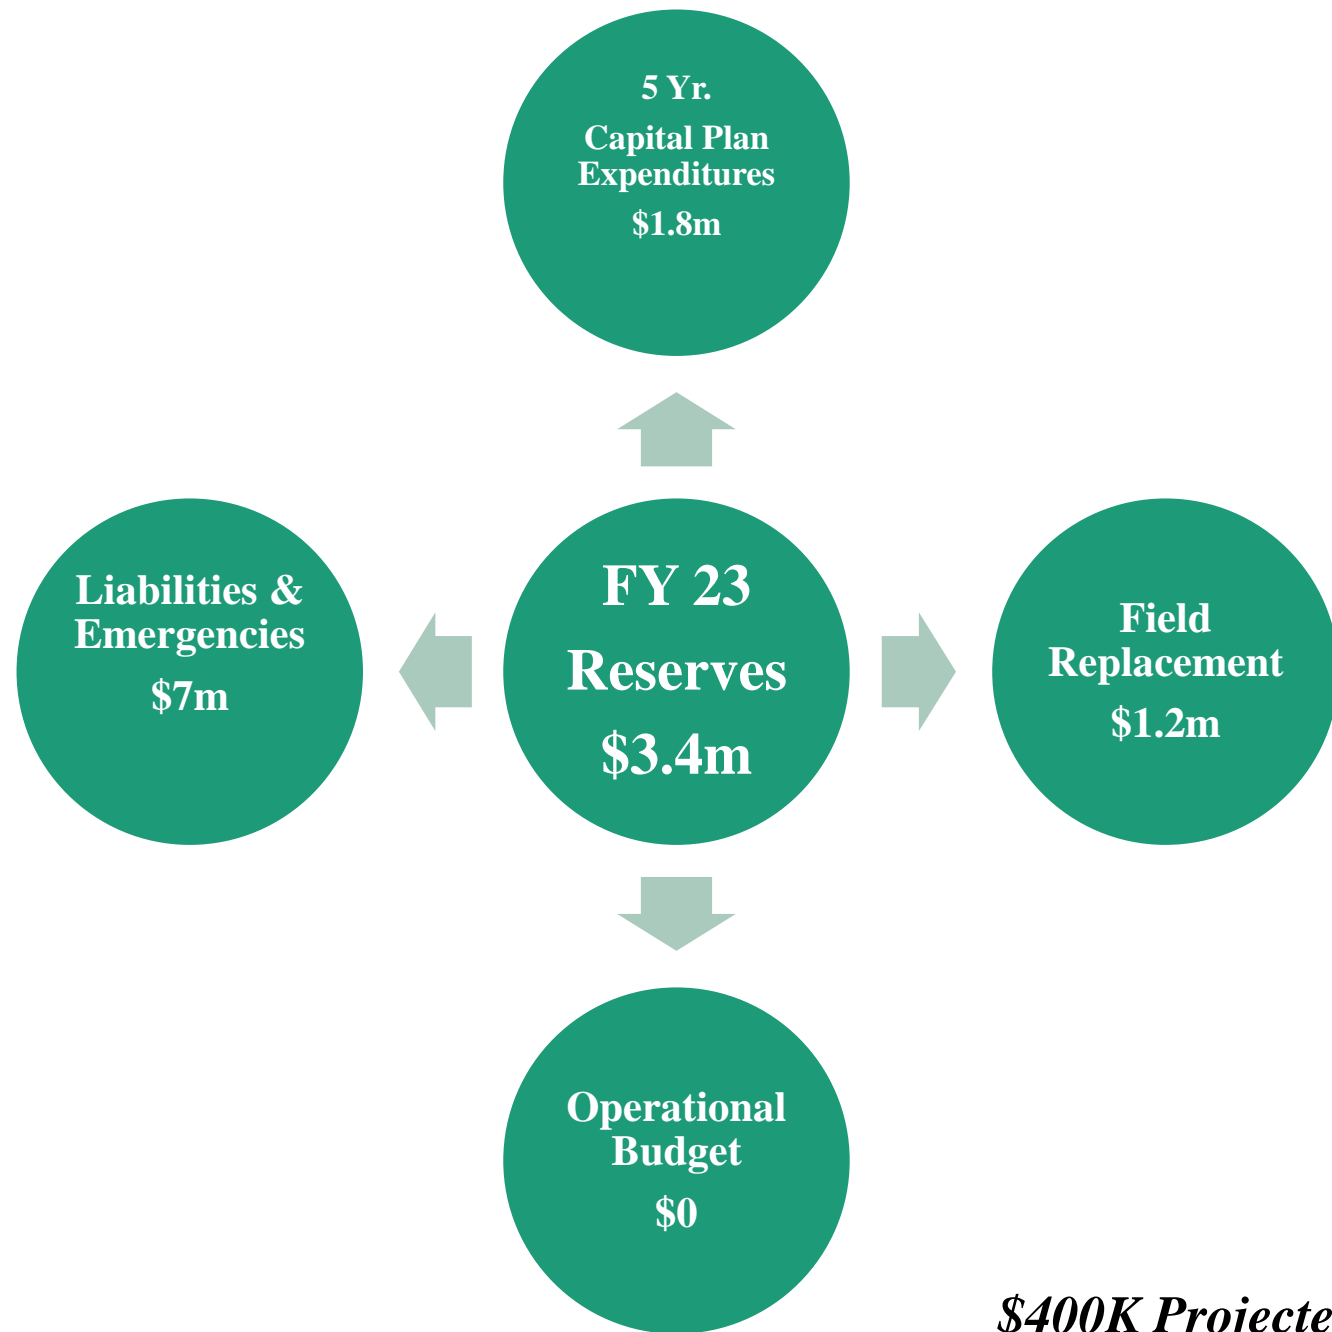 5 Yr.
Capital Plan
Expenditures
$1.8m
Liabilities &
Emergencies
$7m
FY 23
Reserves
$3.4m
Field
Replacement
$1.2m
Operational
Budget
$0
$400K Projecte